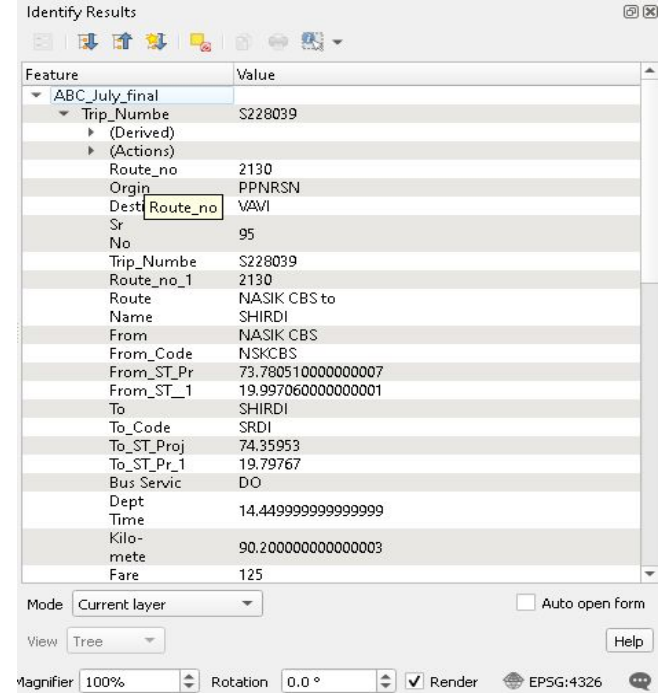 Identify Results
Feature Value
ABC_July_final
Trip_Numbe S228039
(Derived)
(Actions)
Route_no 2130
Orgin PPNRSN
Desti Route_no VAVI
Sr
No 95
Trip_Numbe S228039
Route_no_1 2130
Route NASIK CBS to
Name SHIRDI
From NASIK CBS
From_Code NSKCBS
From_ST_Pr 73.780510000000007
From_ST__1 19.997060000000001
To SHIRDI
To_Code SRDI
To_ST_Proj 74.35953
To_ST_Pr_1 19.79767
Bus Servic DO
Dept
Time 14.449999999999999
Kilo-
mete 90.200000000000003
Fare 125
Mode Current layer Auto open form
View Tree Help
Magnifier 100% Rotation 0.0 ° Render EPSG:4326